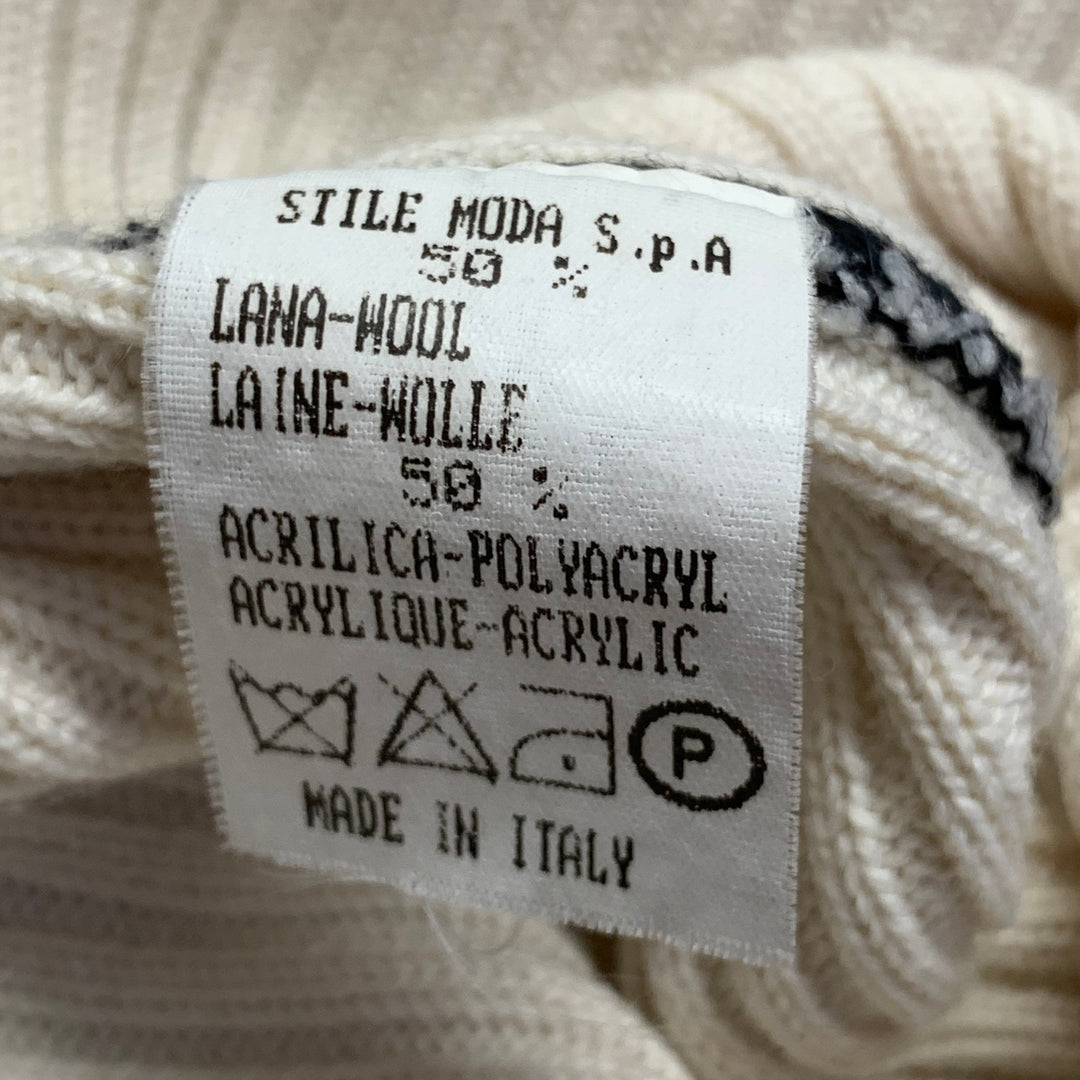 STILE MODA S.p.A
50 %
LANA-WOOL
LAINE-WOLLE
50 %
ACRILICA-POLYACRYL
ACRYLIQUE-ACRYLIC
P
MADE IN ITALY